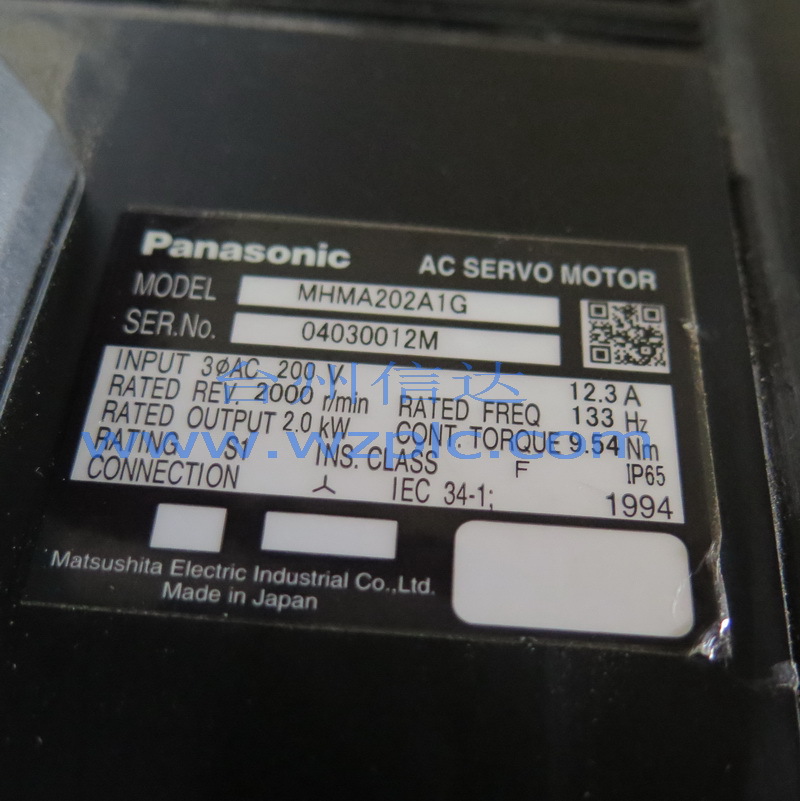 Panasonic AC SERVO MOTOR
MODEL MHMA202A1G
SER.No. 04030012M
INPUT 3φAC 200 V 12.3 A
RATED REV. 2000 r/min RATED FREQ 133 Hz
RATED OUTPUT 2.0 kW CONT. TORQUE 9.54 Nm
RATING S1 INS. CLASS F IP65
CONNECTION IEC 34-1; 1994
Matsushita Electric Industrial Co.,Ltd.
Made in Japan
台州信达
www.wzplc.com